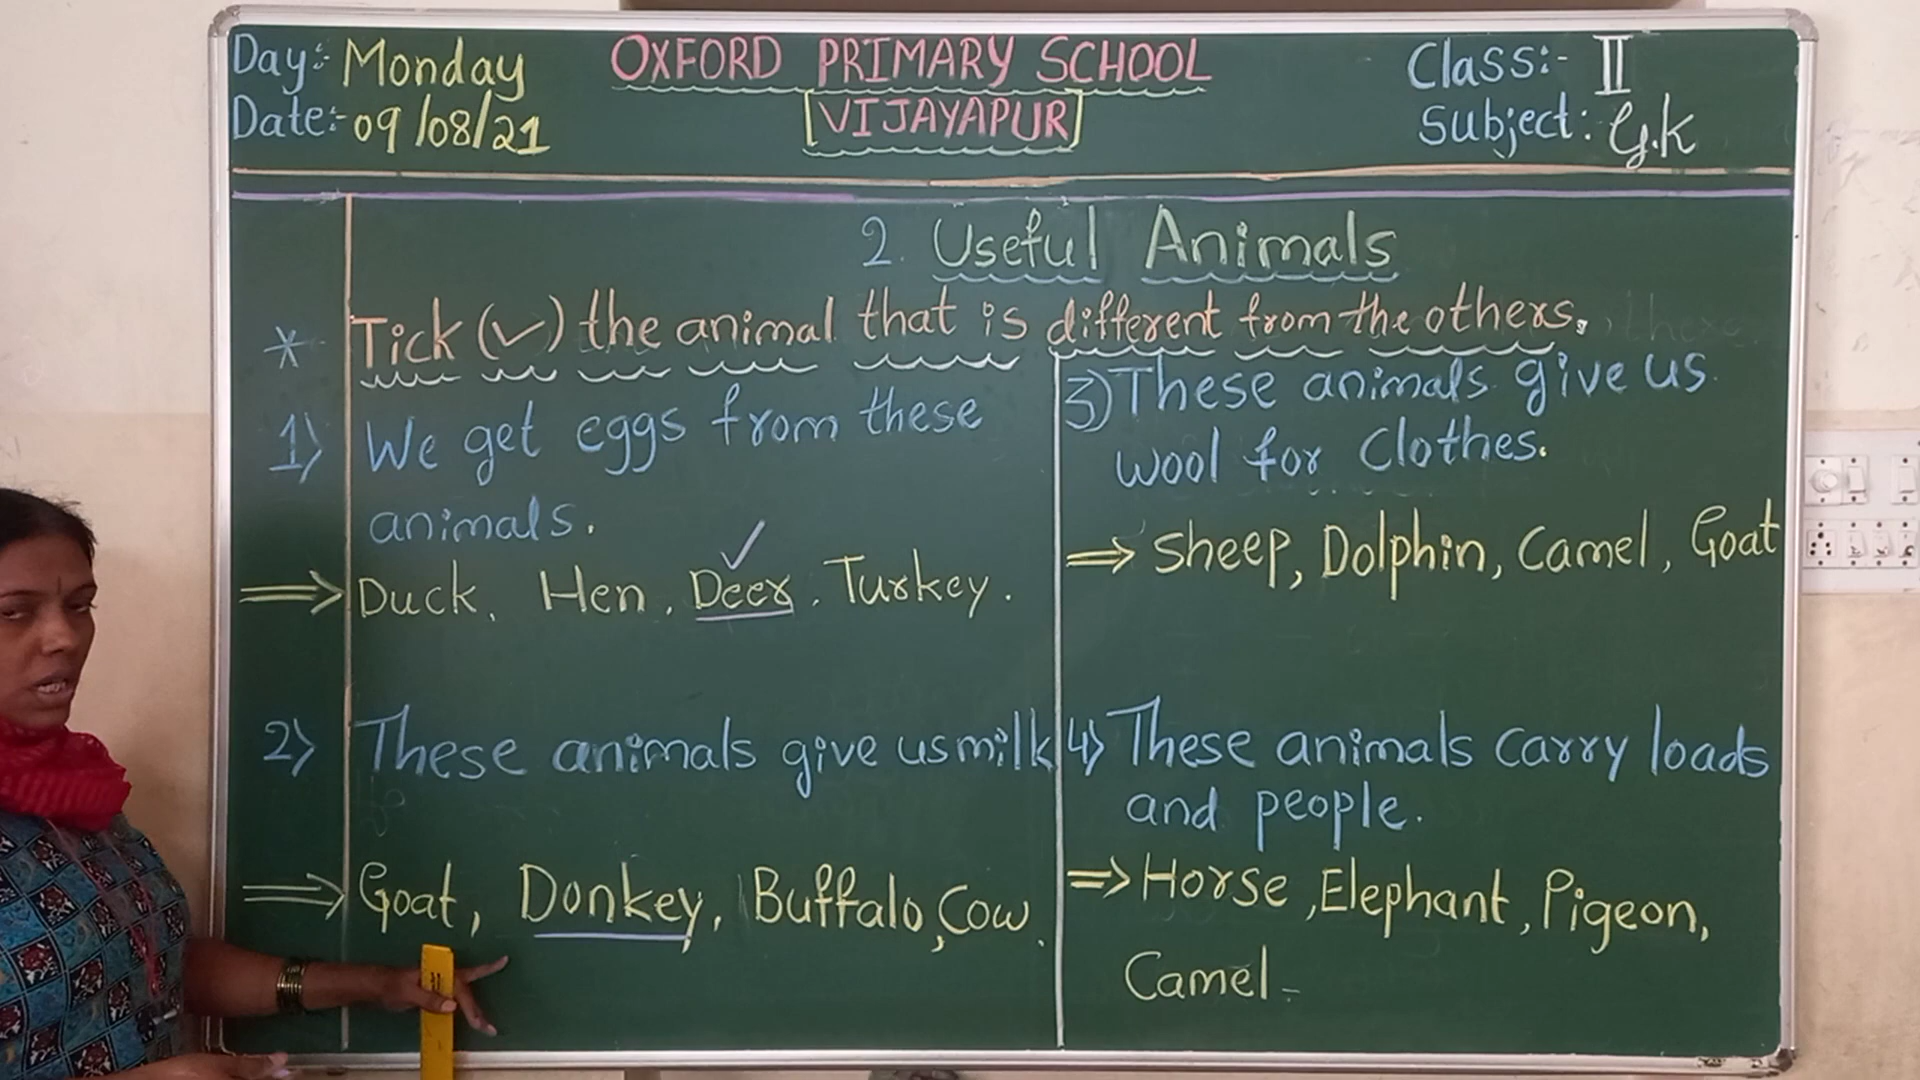 Day:- Monday
Date:- 09/08/21
OXFORD PRIMARY SCHOOL
[VIJAYAPUR]
Class:- II
Subject: G.K
2. Useful Animals
* Tick (✓) the animal that is different from the others.
1) We get eggs from these
animals.
⇒ Duck, Hen, Deer, Turkey.
2) These animals give us milk
⇒ Goat, Donkey, Buffalo, Cow.
3) These animals give us
wool for clothes.
⇒ Sheep, Dolphin, Camel, Goat
4) These animals carry loads
and people.
⇒ Horse, Elephant, Pigeon,
Camel.